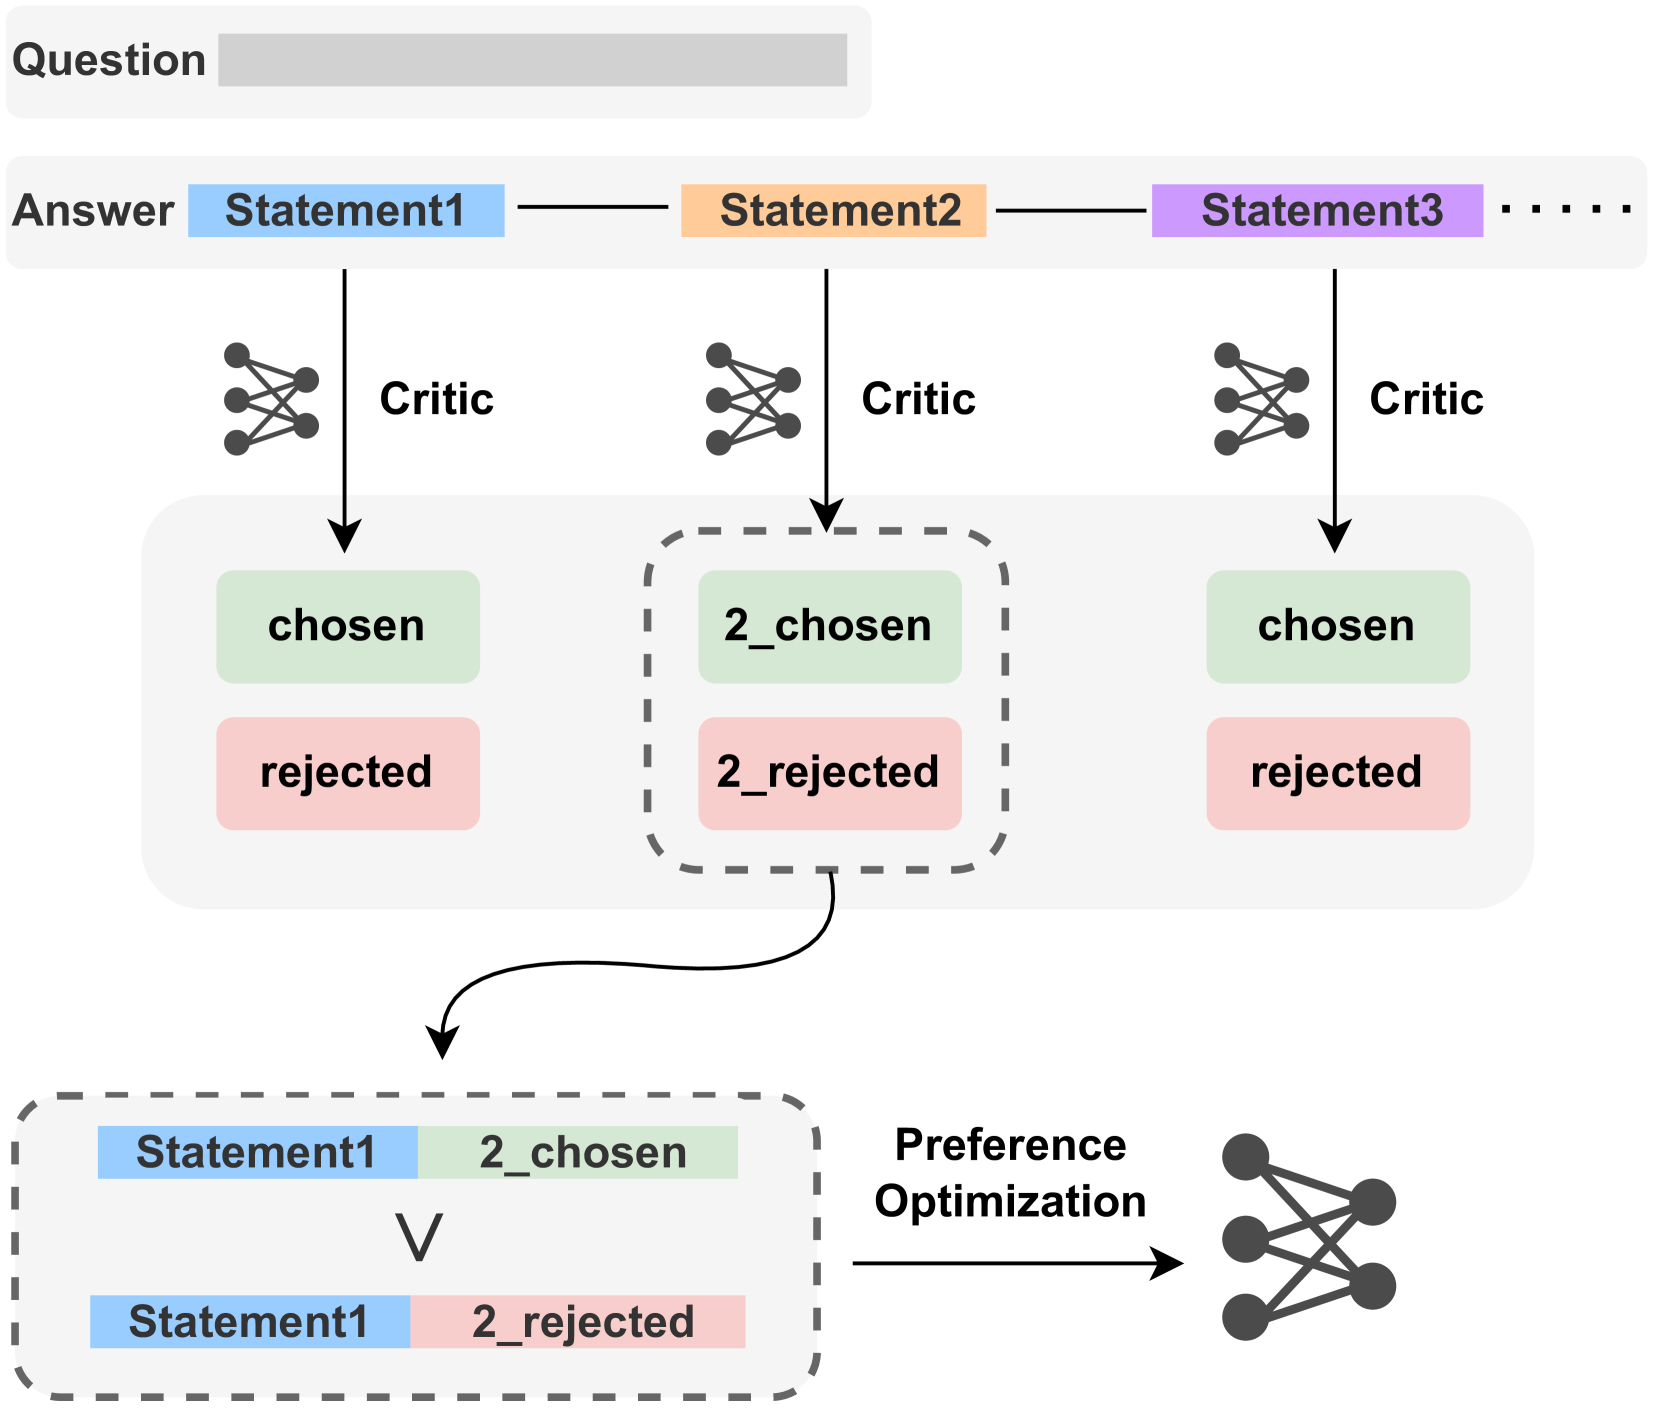 Question
Answer Statement1 Statement2 Statement3 .....
Critic Critic Critic
chosen 2_chosen chosen
rejected 2_rejected rejected
Statement1 2_chosen
Statement1 2_rejected
Preference
Optimization